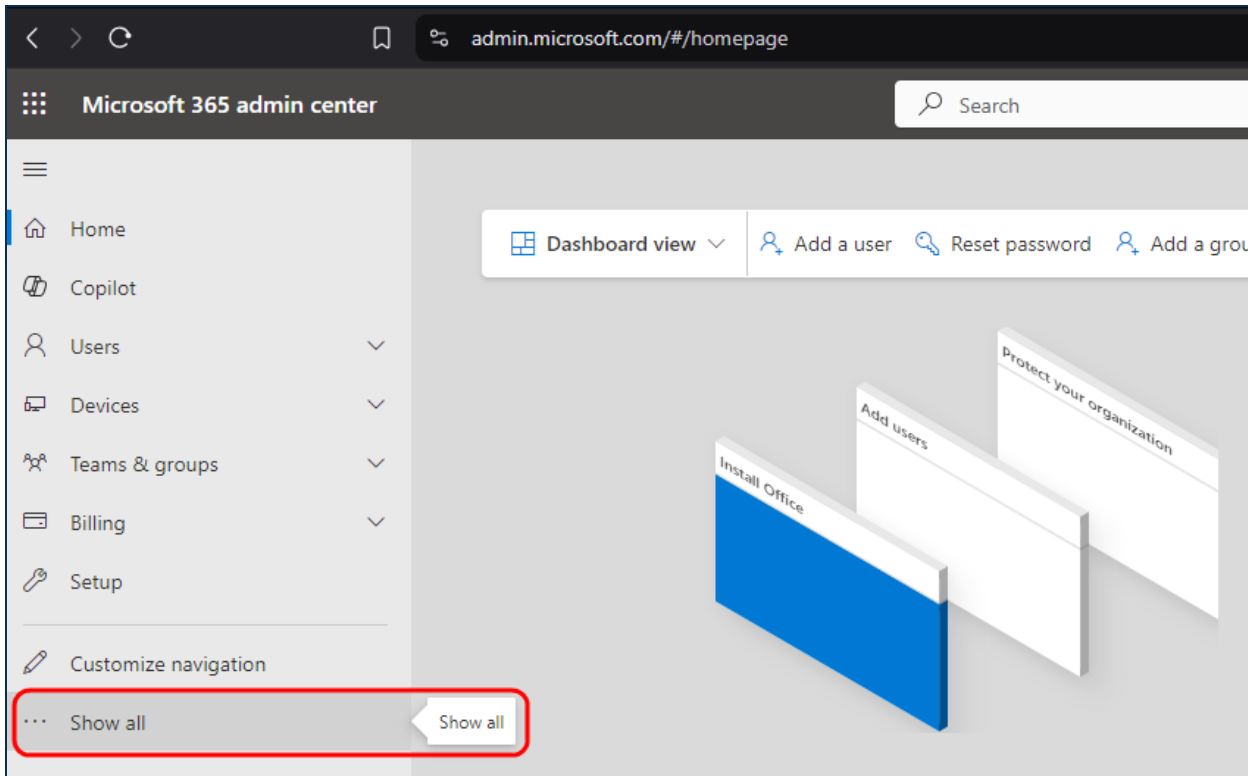 admin.microsoft.com/#/homepage
Microsoft 365 admin center
Search
Home
Copilot
Users
Devices
Teams & groups
Billing
Setup
Customize navigation
Show all
Show all
Dashboard view
Add a user
Reset password
Add a grou
Protect your organization
Add users
Install Office